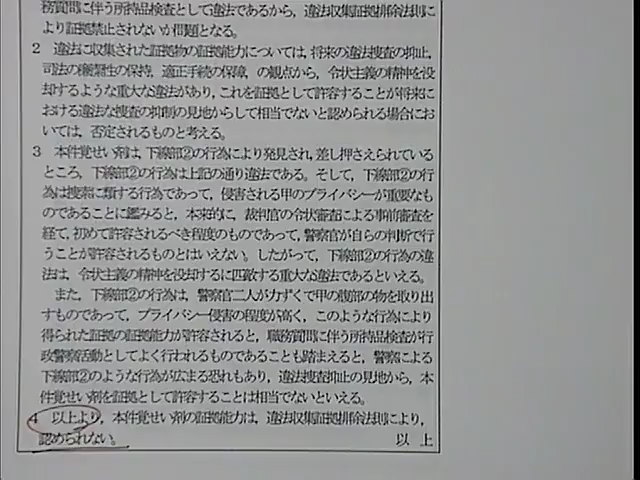 務質問に伴う所持品検査として違法であるから，違法収集証拠排除法則に
より証拠禁止されないか問題となる。
2　違法に収集された証拠物の証拠能力については，将来の違法捜査の抑止，
司法の廉潔性の保持，適正手続の保障，の観点から，令状主義の精神を没
却するような重大な違法があり，これを証拠として許容することが将来に
おける違法な捜査の抑制の見地からして相当でないと認められる場合にお
いては，否定されるものと考える。
3　本件覚せい剤は，下線部②の行為により発見され，差し押さえられている
ところ，下線部②の行為は上記の通り違法である。そして，下線部②の行
為は捜索に類する行為であって，侵害される甲のプライバシーが重要なも
のであることに鑑みると，本来的に，裁判官の令状審査による事前審査を
経て，初めて許容されるべき程度のものであって，警察官が自らの判断で行
うことが許容されるものとはいえない。したがって，下線部②の行為の違
法は，令状主義の精神を没却するに匹敵する重大な違法であるといえる。
また，下線部②の行為は，警察官二人が力ずくで甲の腹部の物を取り出
すものであって，プライバシー侵害の程度が高く，このような行為により
得られた証拠の証拠能力が許容されると，職務質問に伴う所持品検査が行
政警察活動としてよく行われるものであることも踏まえると，警察による
下線部②のような行為が広まる恐れもあり，違法捜査抑止の見地から，本
件覚せい剤を証拠として許容することは相当でないといえる。
4　以上より，本件覚せい剤の証拠能力は，違法収集証拠排除法則により，
認められない。　以　上